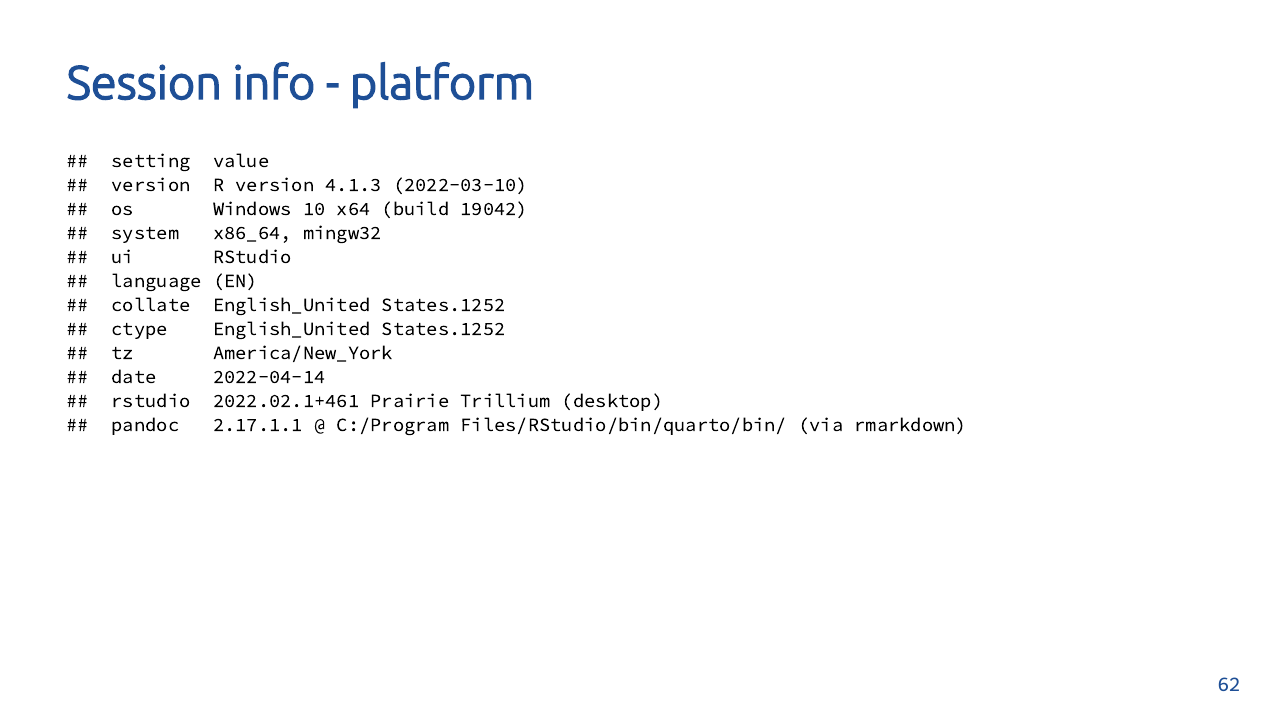 Session info - platform
##  setting  value
##  version  R version 4.1.3 (2022-03-10)
##  os       Windows 10 x64 (build 19042)
##  system   x86_64, mingw32
##  ui       RStudio
##  language (EN)
##  collate  English_United States.1252
##  ctype    English_United States.1252
##  tz       America/New_York
##  date     2022-04-14
##  rstudio  2022.02.1+461 Prairie Trillium (desktop)
##  pandoc   2.17.1.1 @ C:/Program Files/RStudio/bin/quarto/bin/ (via rmarkdown)
62